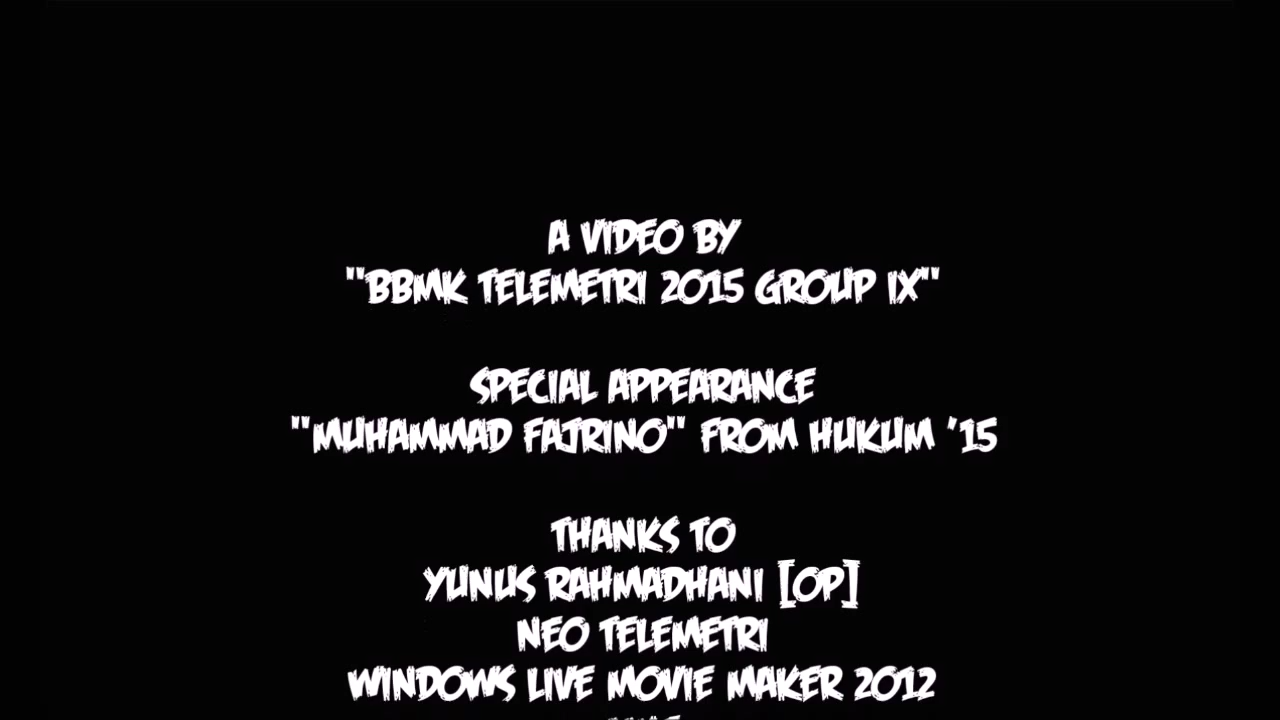 A VIDEO BY
"BBMK TELEMETRI 2015 GROUP IX"
SPECIAL APPEARANCE
"MUHAMMAD FAJRINO" FROM HUKUM '15
THANKS TO
YUNUS RAHMADHANI [OP]
NEO TELEMETRI
WINDOWS LIVE MOVIE MAKER 2012